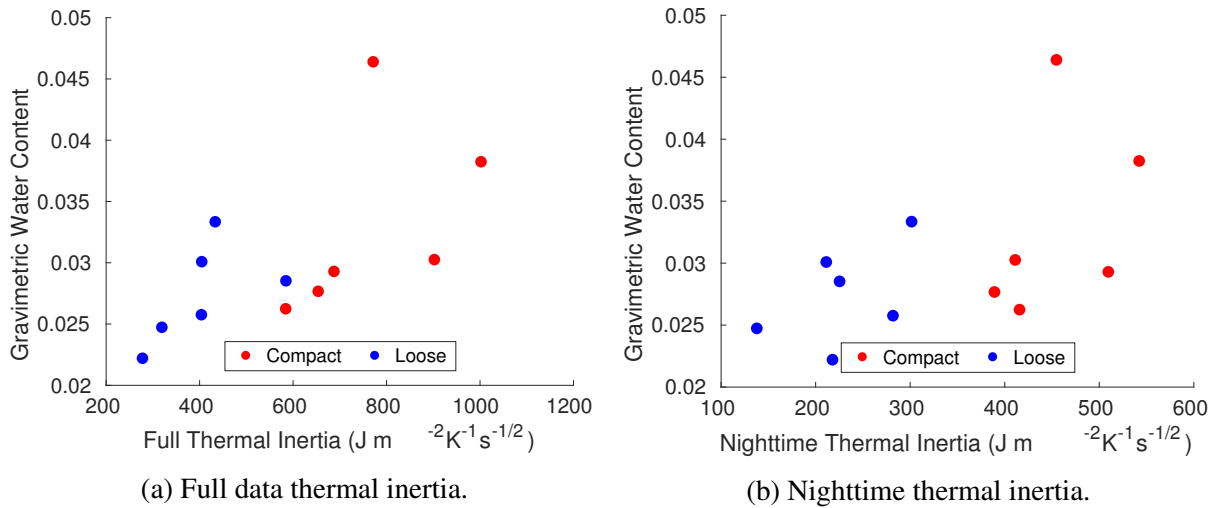 0.05
0.045
0.04
0.035
0.03
0.025
0.02
Gravimetric Water Content
Compact Loose
200 400 600 800 1000 1200
Full Thermal Inertia (J m -2K-1s-1/2)
(a) Full data thermal inertia.
0.05
0.045
0.04
0.035
0.03
0.025
0.02
Gravimetric Water Content
Compact Loose
100 200 300 400 500 600
Nighttime Thermal Inertia (J m -2K-1s-1/2)
(b) Nighttime thermal inertia.